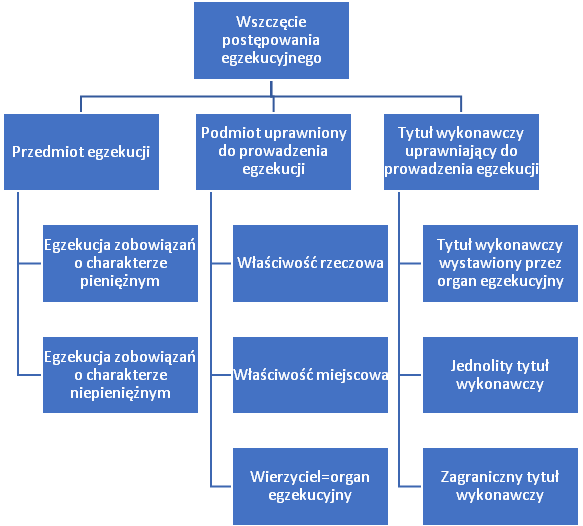 Wszczęcie
postępowania
egzekucyjnego
Przedmiot egzekucji
Podmiot uprawniony
do prowadzenia
egzekucji
Tytuł wykonawczy
uprawniający do
prowadzenia egzekucji
Egzekucja zobowiązań
o charakterze
pieniężnym
Egzekucja zobowiązań
o charakterze
niepieniężnym
Właściwość rzeczowa
Właściwość miejscowa
Wierzyciel=organ
egzekucyjny
Tytuł wykonawczy
wystawiony przez
organ egzekucyjny
Jednolity tytuł
wykonawczy
Zagraniczny tytuł
wykonawczy